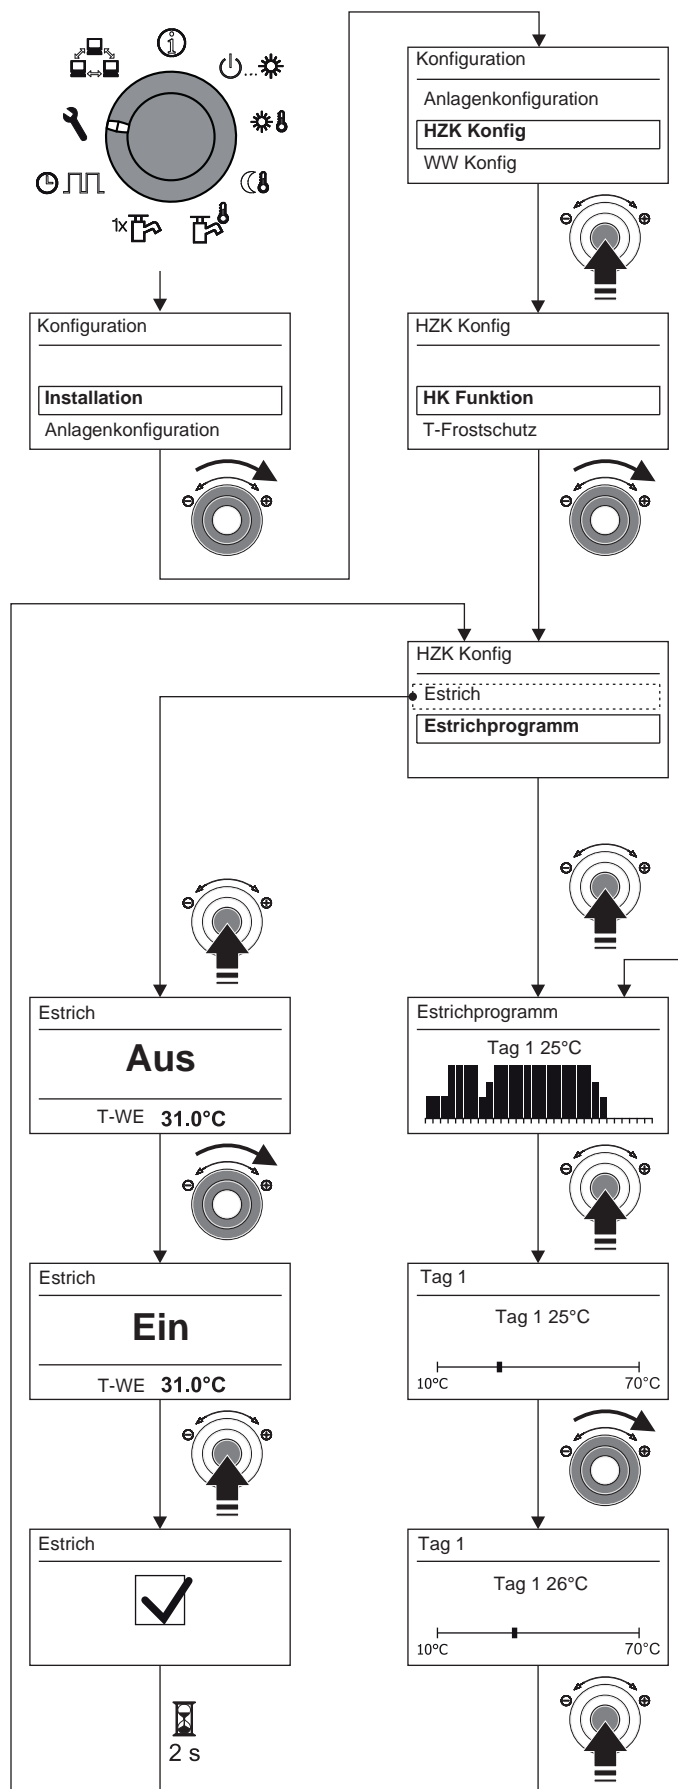 1x
Konfiguration
Installation
Anlagenkonfiguration
Konfiguration
Anlagenkonfiguration
HZK Konfig
WW Konfig
HZK Konfig
HK Funktion
T-Frostschutz
HZK Konfig
Estrich
Estrichprogramm
Estrich
Aus
T-WE 31.0°C
Estrich
Ein
T-WE 31.0°C
Estrich
2 s
Estrichprogramm
Tag 1 25°C
Tag 1
Tag 1 25°C
10°C 70°C
Tag 1
Tag 1 26°C
10°C 70°C